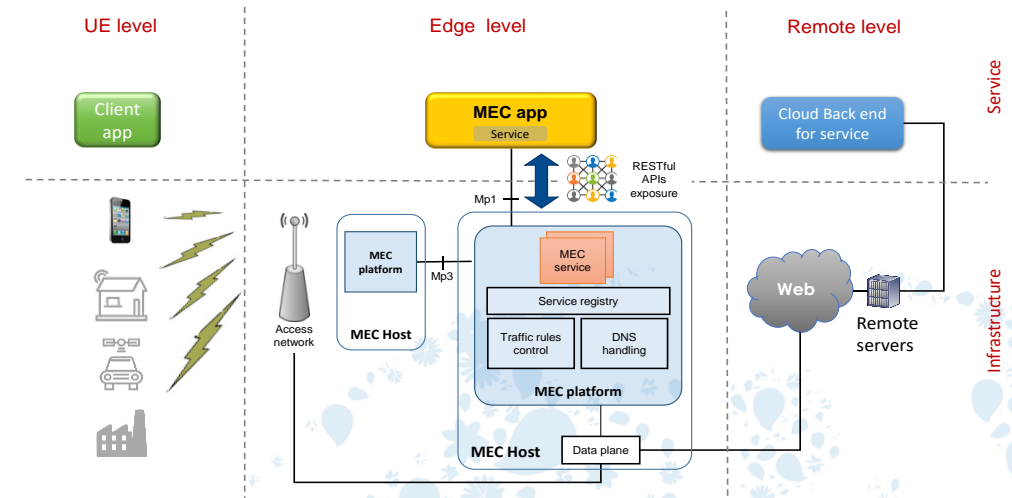 UE level
Edge level
Remote level
Service
Client
app
MEC app
Service
Cloud Back end
for service
RESTful
APIs
exposure
Mp1
MEC
platform
Mp3
MEC Host
Access
network
MEC
service
Service registry
Traffic rules
control
DNS
handling
MEC platform
MEC Host
Data plane
Web
Remote
servers
Infrastructure